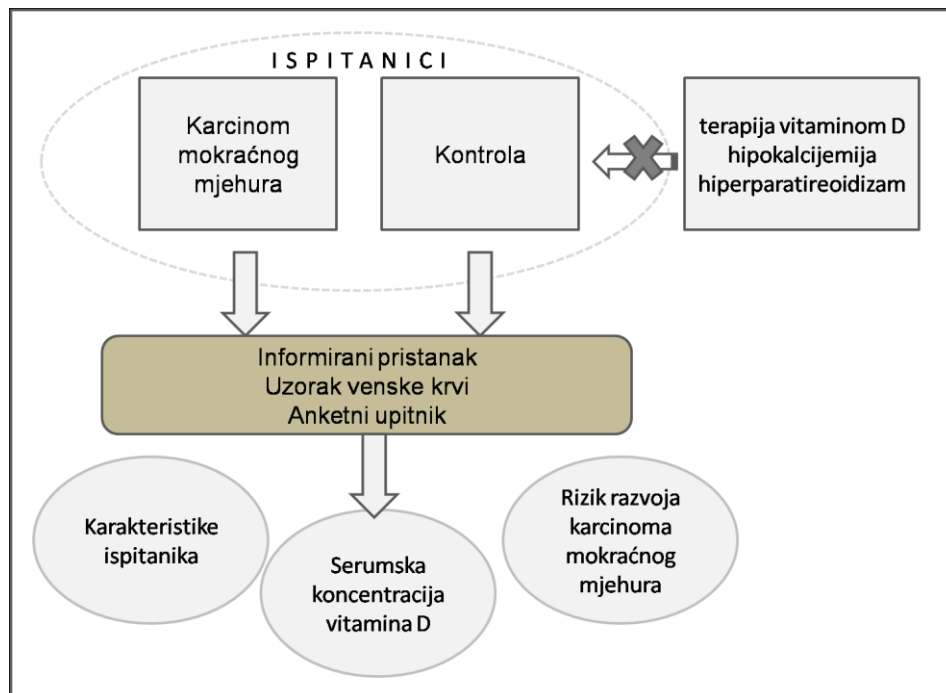 ISPITANICI
Karcinom
mokraćnog
mjehura
Kontrola
terapija vitaminom D
hipokalcijemija
hiperparatireoidizam
Informirani pristanak
Uzorak venske krvi
Anketni upitnik
Karakteristike
ispitanika
Serumska
koncentracija
vitamina D
Rizik razvoja
karcinoma
mokraćnog
mjehura